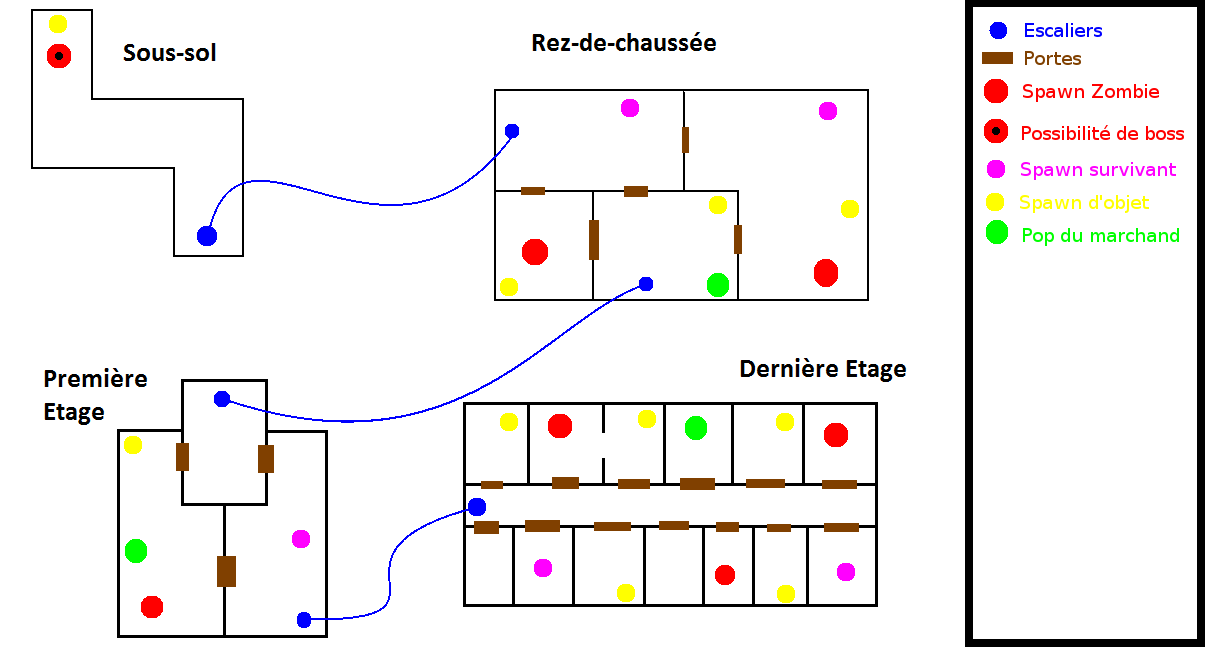 Sous-sol
Rez-de-chaussée
Première
Etage
Dernière Etage
Escaliers
Portes
Spawn Zombie
Possibilité de boss
Spawn survivant
Spawn d'objet
Pop du marchand